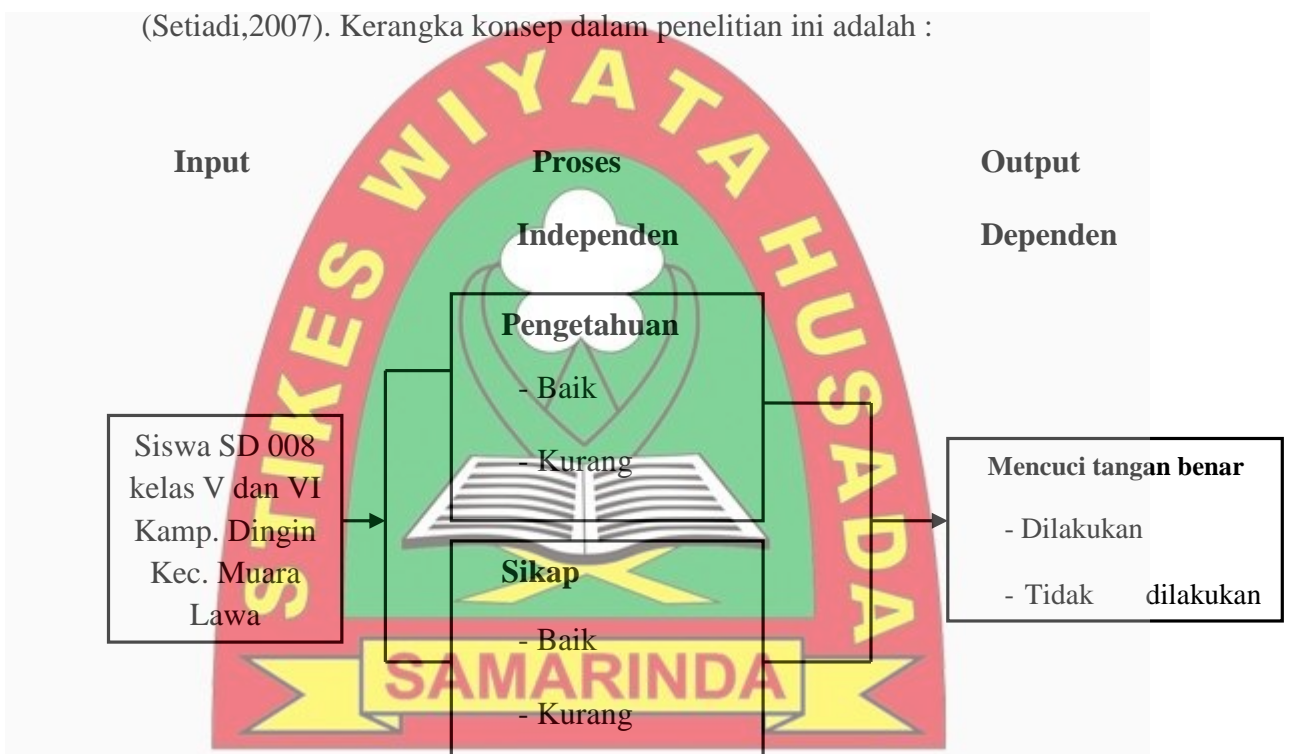 (Setiadi,2007). Kerangka konsep dalam penelitian ini adalah :
STIKES WIYATA HUSADA
SAMARINDA
Input Proses Output
Independen Dependen
Siswa SD 008
kelas V dan VI
Kamp. Dingin
Kec. Muara
Lawa
Pengetahuan
- Baik
- Kurang
Sikap
- Baik
- Kurang
Mencuci tangan benar
- Dilakukan
- Tidak dilakukan